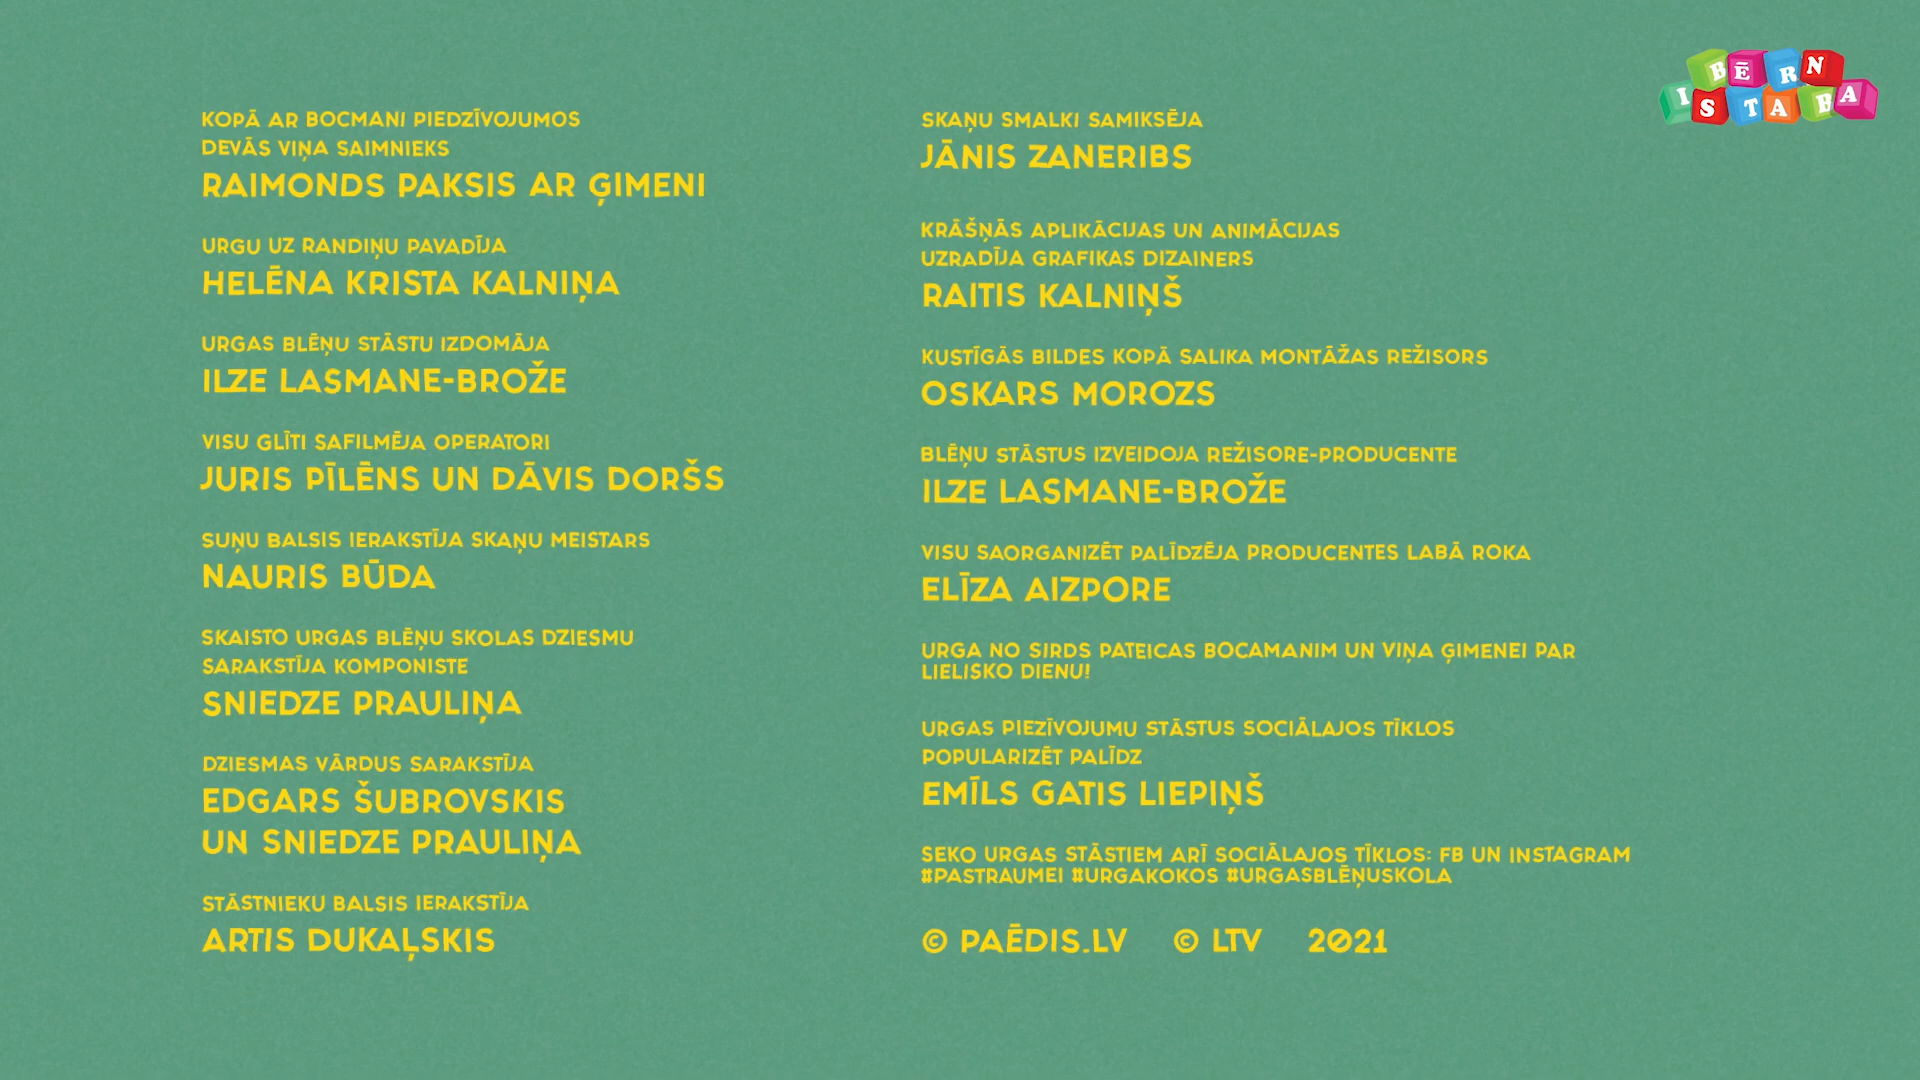 KOPĀ AR BOCMANI PIEDZĪVOJUMOS
DEVĀS VIŅA SAIMNIEKS
RAIMONDS PAKSIS AR ĢIMENI
URGU UZ RANDIŅU PAVADĪJA
HELĒNA KRISTA KALNIŅA
URGAS BLĒŅU STĀSTU IZDOMĀJA
ILZE LASMANE-BROŽE
VISU GLĪTI SAFILMĒJA OPERATORI
JURIS PĪLĒNS UN DĀVIS DORŠS
SUŅU BALSIS IERAKSTĪJA SKAŅU MEISTARS
NAURIS BŪDA
SKAISTO URGAS BLĒŅU SKOLAS DZIESMU
SARAKSTĪJA KOMPONISTE
SNIEDZE PRAULIŅA
DZIESMAS VĀRDUS SARAKSTĪJA
EDGARS ŠUBROVSKIS
UN SNIEDZE PRAULIŅA
STĀSTNIEKU BALSIS IERAKSTĪJA
ARTIS DUKAĻSKIS
SKAŅU SMALKI SAMIKSĒJA
JĀNIS ZANERIBS
KRĀŠŅĀS APLIKĀCIJAS UN ANIMĀCIJAS
UZRADĪJA GRAFIKAS DIZAINERS
RAITIS KALNIŅŠ
KUSTĪGĀS BILDES KOPĀ SALIKA MONTĀŽAS REŽISORS
OSKARS MOROZS
BLĒŅU STĀSTUS IZVEIDOJA REŽISORE-PRODUCENTE
ILZE LASMANE-BROŽE
VISU SAORGANIZĒT PALĪDZĒJA PRODUCENTES LABĀ ROKA
ELĪZA AIZPORE
URGA NO SIRDS PATEICAS BOCAMANIM UN VIŅA ĢIMENEI PAR
LIELISKO DIENU!
URGAS PIEZĪVOJUMU STĀSTUS SOCIĀLAJOS TĪKLOS
POPULARIZĒT PALĪDZ
EMĪLS GATIS LIEPIŅŠ
SEKO URGAS STĀSTIEM ARĪ SOCIĀLAJOS TĪKLOS: FB UN INSTAGRAM
#PASTRAUMEI #URGAKOKOS #URGASBLĒŅUSKOLA
© PAĒDIS.LV © LTV 2021
BĒRN
ISTABA